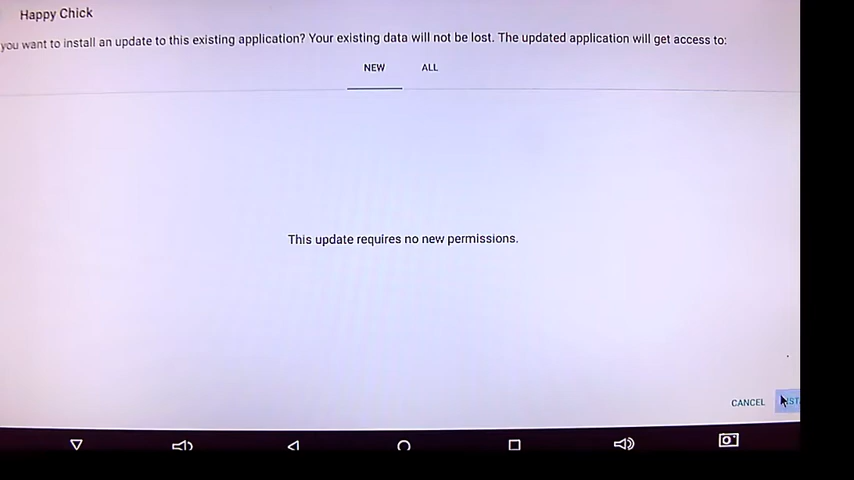 Happy Chick
you want to install an update to this existing application? Your existing data will not be lost. The updated application will get access to:
NEW ALL
This update requires no new permissions.
CANCEL